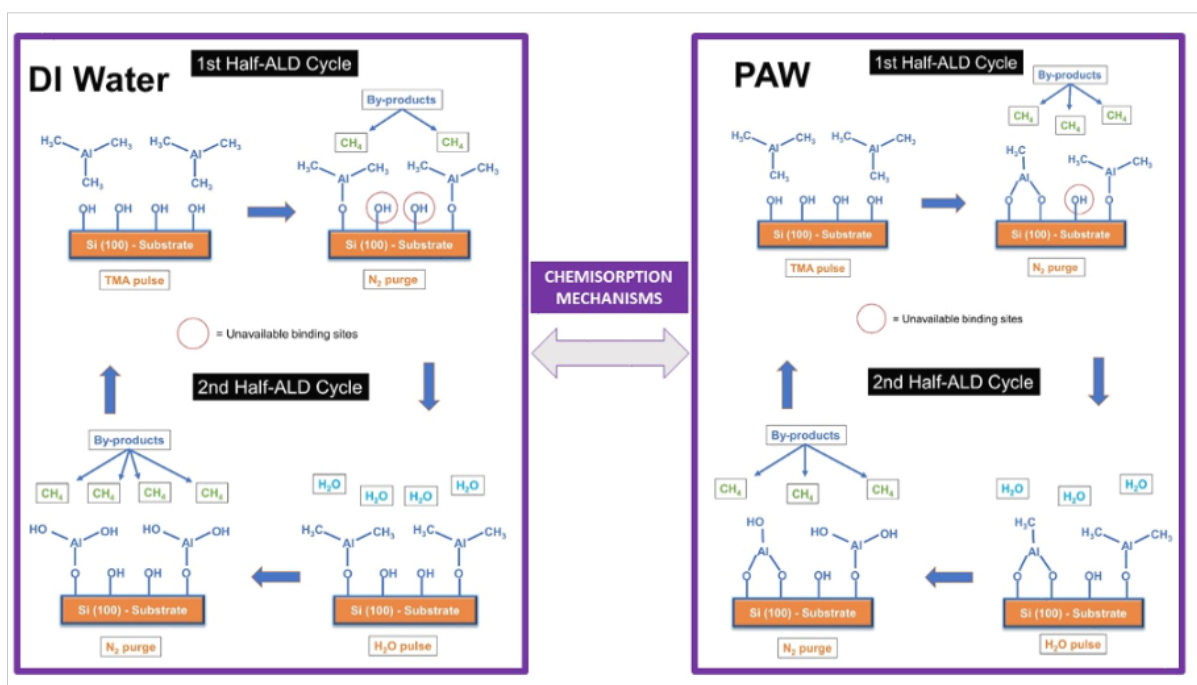 DI Water
1st Half-ALD Cycle
By-products
CH₄ CH₄
H₃C Al CH₃ CH₃ H₃C Al CH₃ CH₃
OH OH OH OH
Si (100) - Substrate
TMA pulse
H₃C Al CH₃ H₃C Al CH₃
O OH OH O
Si (100) - Substrate
N₂ purge
= Unavailable binding sites
2nd Half-ALD Cycle
By-products
CH₄ CH₄ CH₄ CH₄
HO Al OH HO Al OH
O OH OH O
Si (100) - Substrate
N₂ purge
H₂O H₂O H₂O H₂O
H₃C Al CH₃ H₃C Al CH₃
O OH OH O
Si (100) - Substrate
H₂O pulse
CHEMISORPTION
MECHANISMS
PAW
1st Half-ALD Cycle
By-products
CH₄ CH₄ CH₄
H₃C Al CH₃ CH₃ H₃C Al CH₃ CH₃
OH OH OH OH
Si (100) - Substrate
TMA pulse
H₃C Al H₃C Al CH₃
O O OH O
Si (100) - Substrate
N₂ purge
= Unavailable binding sites
2nd Half-ALD Cycle
By-products
CH₄ CH₄ CH₄
HO Al HO Al OH
O O OH O
Si (100) - Substrate
N₂ purge
H₂O H₂O H₂O
H₃C Al H₃C Al CH₃
O O OH O
Si (100) - Substrate
H₂O pulse